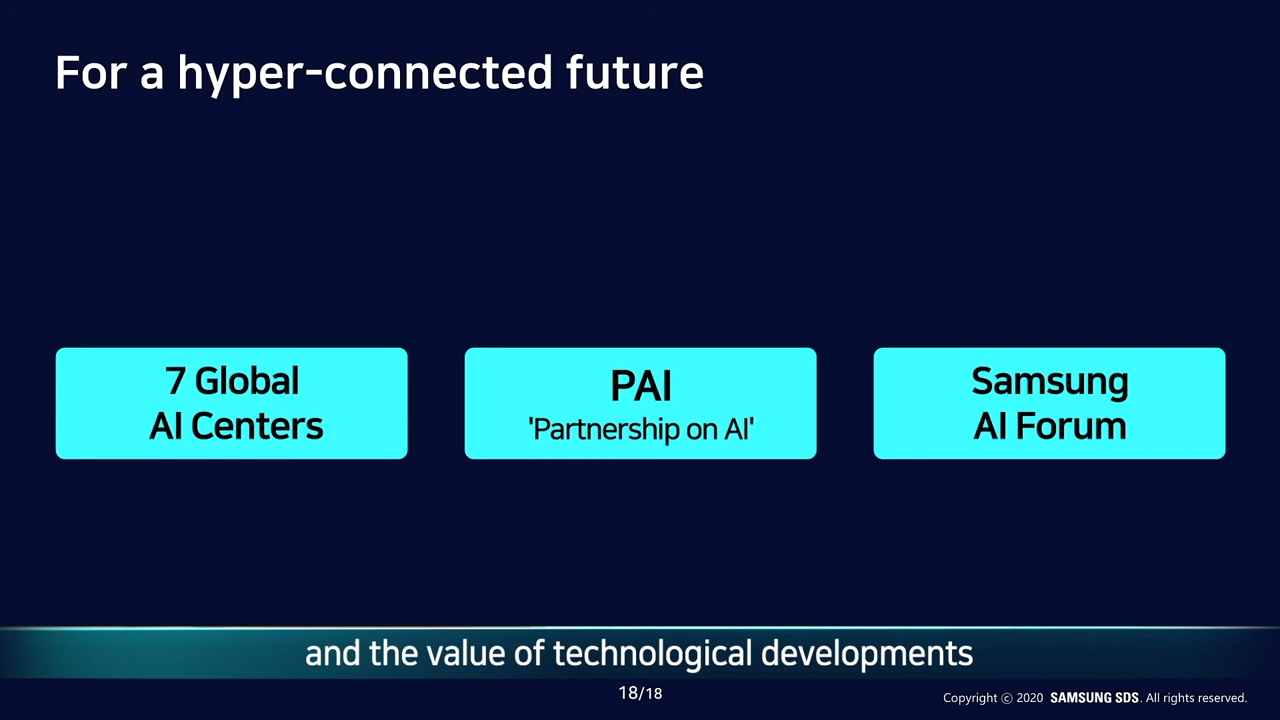 For a hyper-connected future
7 Global
AI Centers
PAI
'Partnership on AI'
Samsung
AI Forum
and the value of technological developments
18/18
Copyright ⓒ 2020 SAMSUNG SDS. All rights reserved.